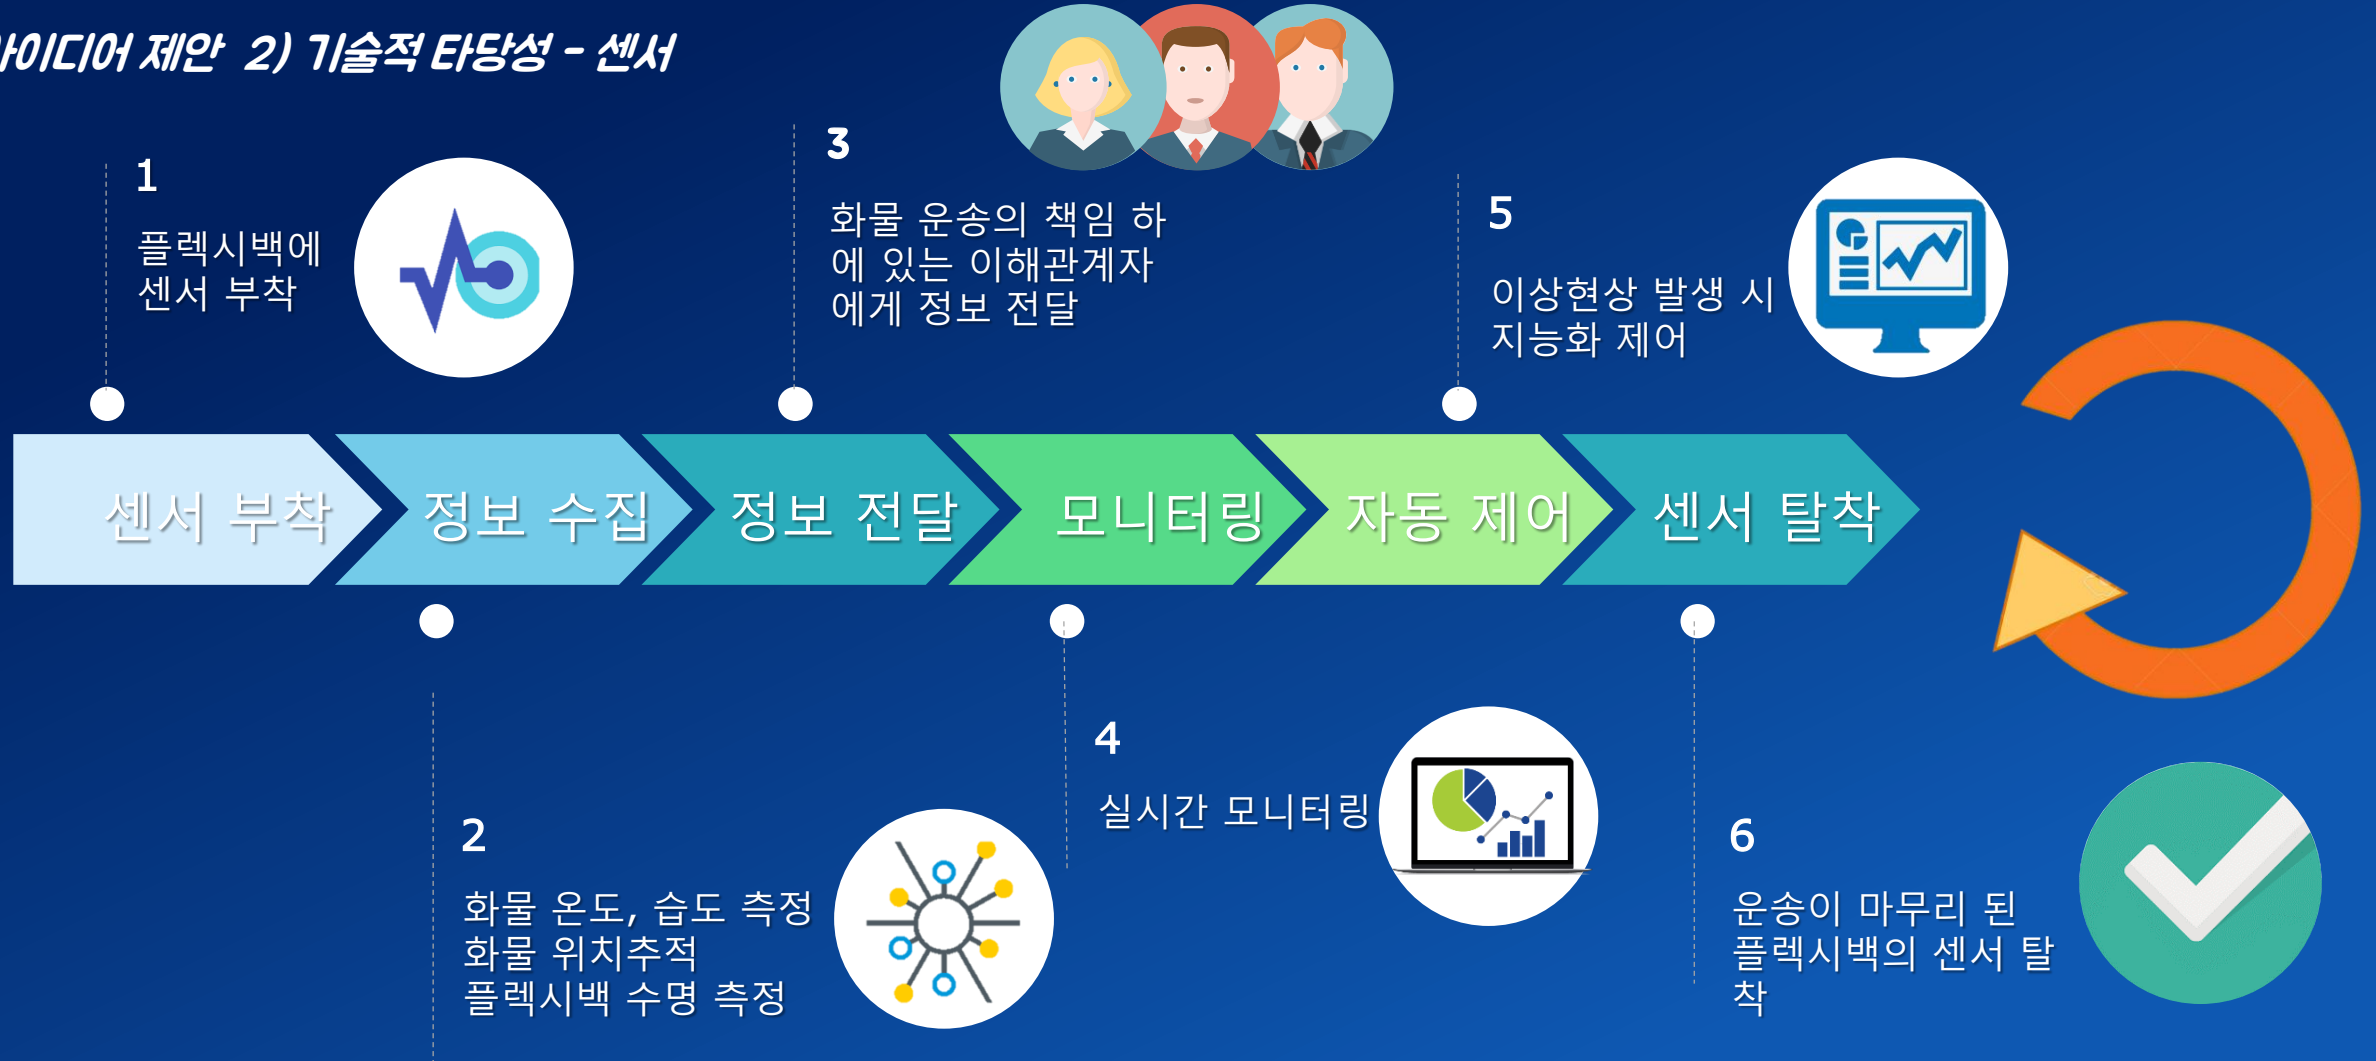 아이디어 제안 2) 기술적 타당성 - 센서
1
플렉시백에
센서 부착
3
화물 운송의 책임 하
에 있는 이해관계자
에게 정보 전달
5
이상현상 발생 시
지능화 제어
센서 부착
정보 수집
정보 전달
모니터링
자동 제어
센서 탈착
2
화물 온도, 습도 측정
화물 위치추적
플렉시백 수명 측정
4
실시간 모니터링
6
운송이 마무리 된
플렉시백의 센서 탈
착